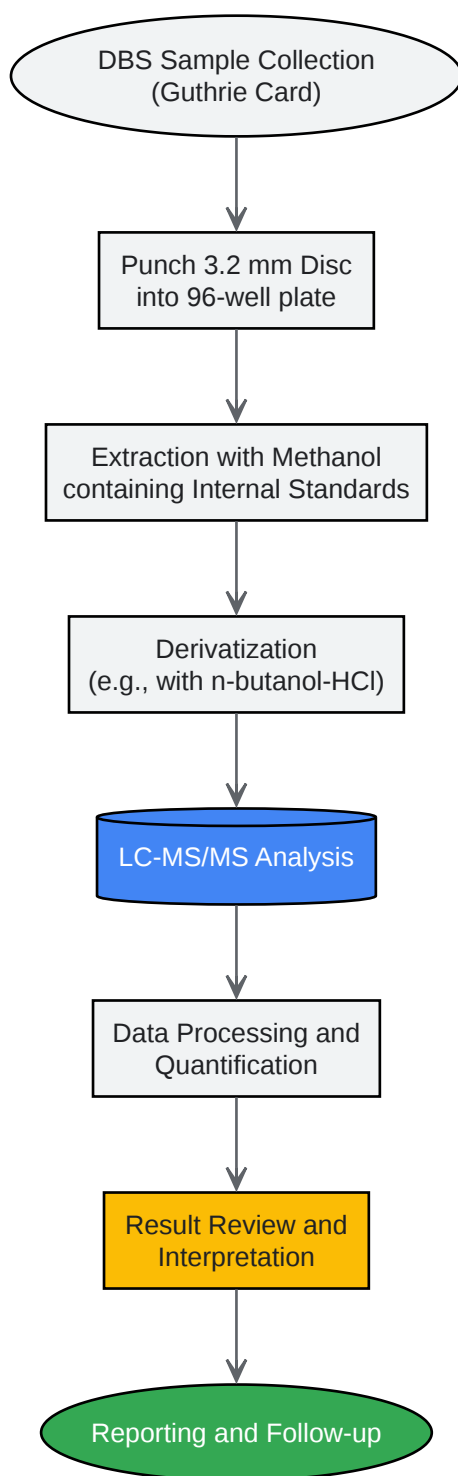 DBS Sample Collection
(Guthrie Card)
Punch 3.2 mm Disc
into 96-well plate
Extraction with Methanol
containing Internal Standards
Derivatization
(e.g., with n-butanol-HCl)
LC-MS/MS Analysis
Data Processing and
Quantification
Result Review and
Interpretation
Reporting and Follow-up